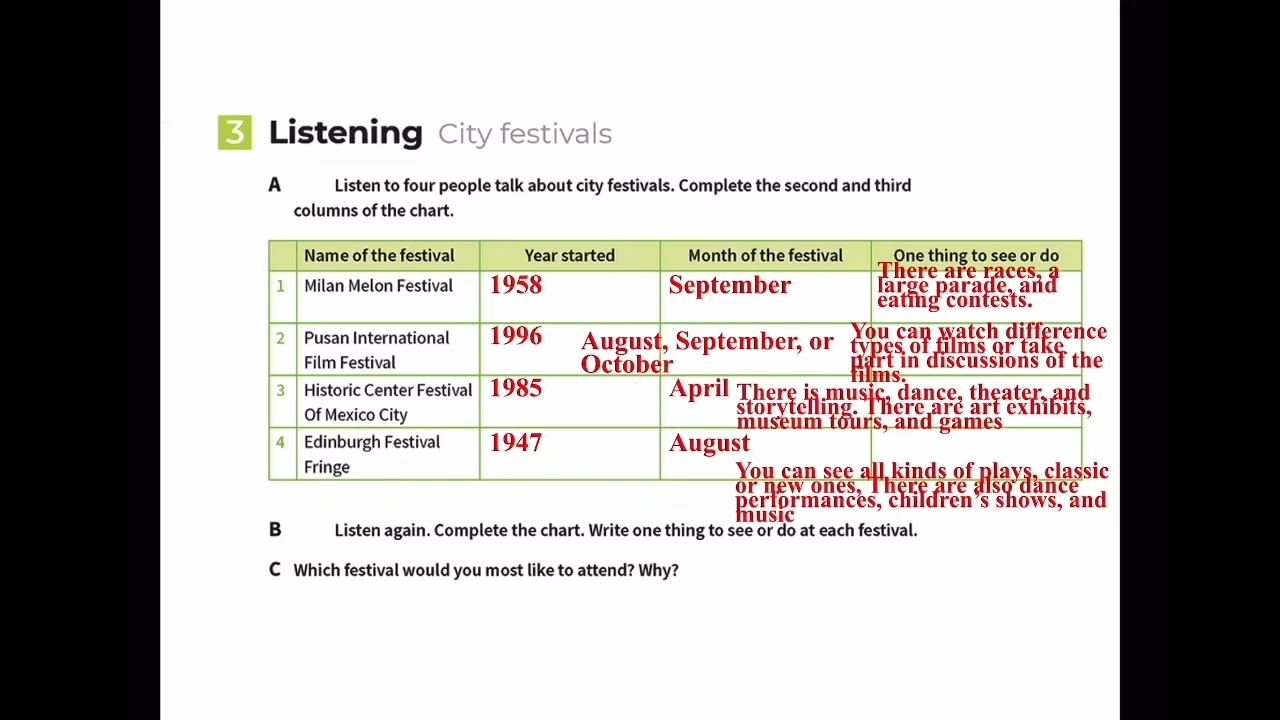 3 Listening City festivals
A Listen to four people talk about city festivals. Complete the second and third
columns of the chart.
Name of the festival Year started Month of the festival One thing to see or do
1 Milan Melon Festival 1958 September
There are races, a
large parade, and
eating contests.
2 Pusan International
Film Festival
1996
August, September, or
October
You can watch difference
types of films or take
part in discussions of the
films.
3 Historic Center Festival
Of Mexico City
1985 April
There is music, dance, theater, and
storytelling. There are art exhibits,
museum tours, and games
4 Edinburgh Festival
Fringe
1947 August
You can see all kinds of plays, classic
or new ones, There are also dance
performances, children's shows, and
music
B Listen again. Complete the chart. Write one thing to see or do at each festival.
C Which festival would you most like to attend? Why?